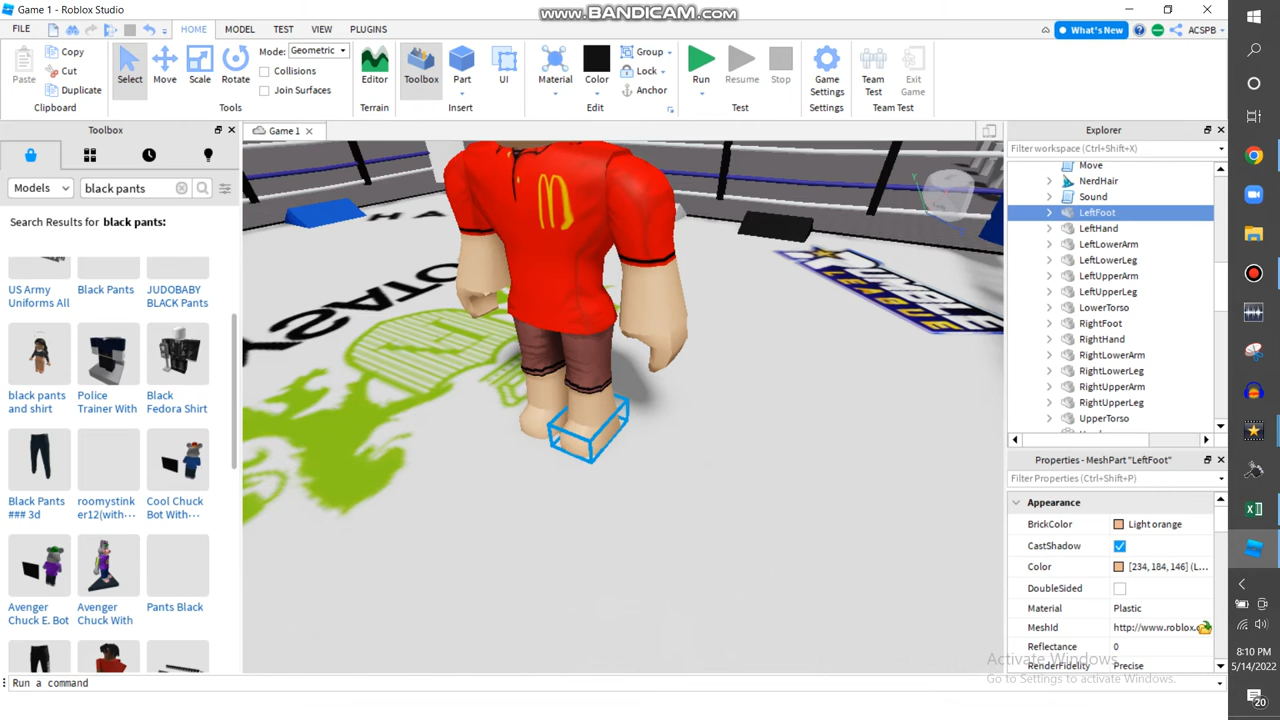 Game 1 - Roblox Studio
www.BANDICAM.com
FILE HOME MODEL TEST VIEW PLUGINS
What's New
ACSPB
Paste
Copy
Cut
Duplicate
Clipboard
Select
Move
Scale
Rotate
Mode: Geometric
Collisions
Join Surfaces
Tools
Editor
Terrain
Toolbox
Part
UI
Insert
Material
Color
Group
Lock
Anchor
Edit
Run
Resume
Stop
Test
Game Settings
Settings
Team Test
Exit Game
Team Test
Toolbox
Models
black pants
Search Results for black pants:
US Army Uniforms All
Black Pants
JUDOBABY BLACK Pants
black pants and shirt
Police Trainer With
Black Fedora Shirt
Black Pants ### 3d
roomystinker12(with···
Cool Chuck Bot With···
Avenger Chuck E. Bot
Avenger Chuck With
Pants Black
Game 1
RUMBLE
LEAGUE
Explorer
Filter workspace (Ctrl+Shift+X)
Move
NerdHair
Sound
LeftFoot
LeftHand
LeftLowerArm
LeftLowerLeg
LeftUpperArm
LeftUpperLeg
LowerTorso
RightFoot
RightHand
RightLowerArm
RightLowerLeg
RightUpperArm
RightUpperLeg
UpperTorso
Properties - MeshPart "LeftFoot"
Filter Properties (Ctrl+Shift+P)
Appearance
BrickColor Light orange
CastShadow
Color [234, 184, 146] (L...
DoubleSided
Material Plastic
MeshId http://www.roblox.c
Reflectance 0
RenderFidelity Precise
Activate Windows
Go to Settings to activate Windows.
Run a command
8:10 PM
5/14/2022
20